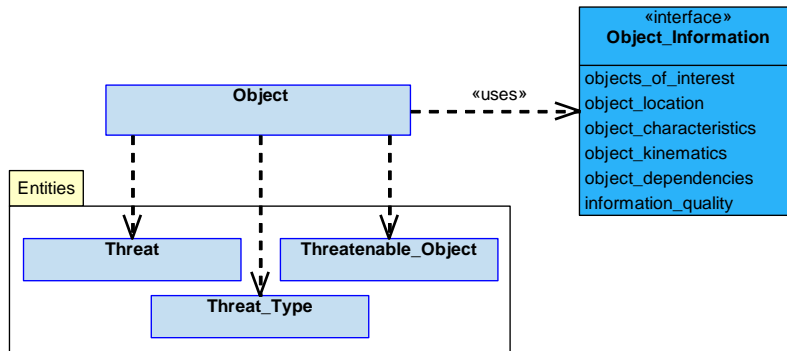 «interface»
Object_Information
objects_of_interest
object_location
object_characteristics
object_kinematics
object_dependencies
information_quality
Object
«uses»
Entities
Threat
Threatenable_Object
Threat_Type